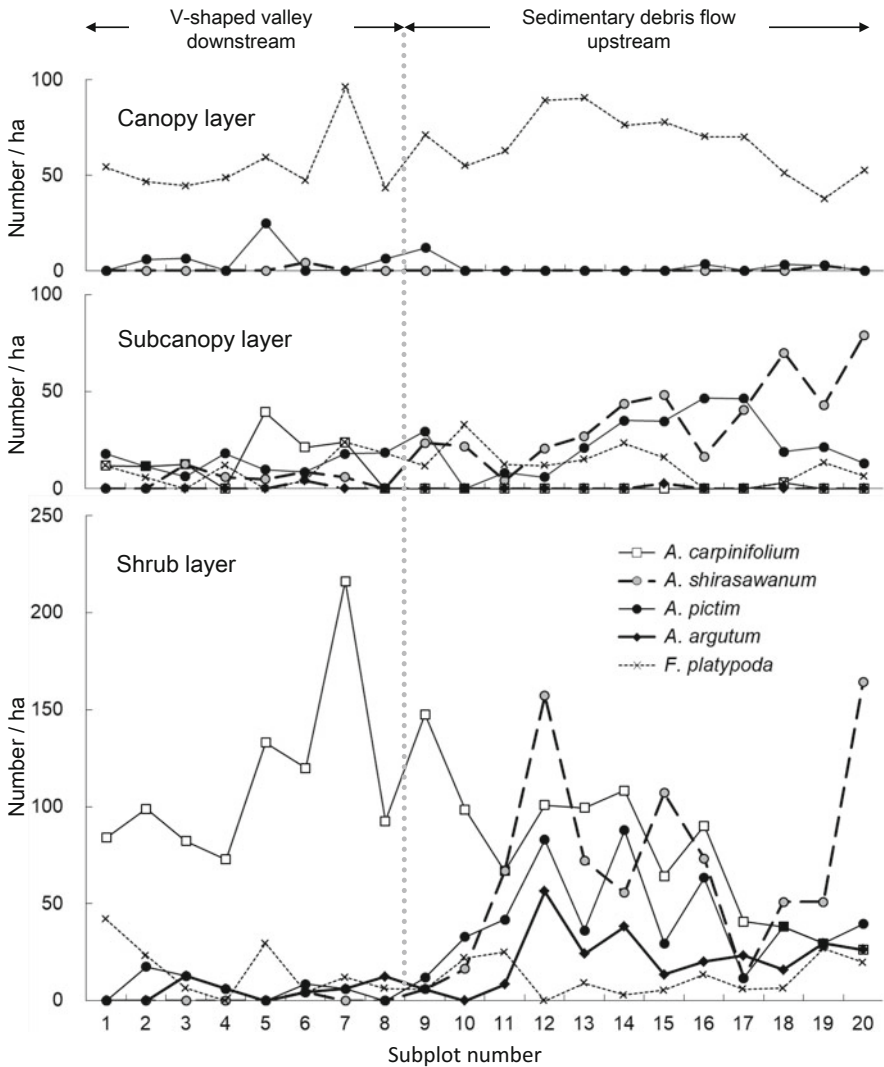 V-shaped valley
downstream
Sedimentary debris flow
upstream
100
Canopy layer
50
0
Number / ha
100
Subcanopy layer
50
0
Number / ha
250
Shrub layer
200
150
100
50
0
Number / ha
A. carpinifolium
A. shirasawanum
A. pictim
A. argutum
F. platypoda
1 2 3 4 5 6 7 8 9 10 11 12 13 14 15 16 17 18 19 20
Subplot number